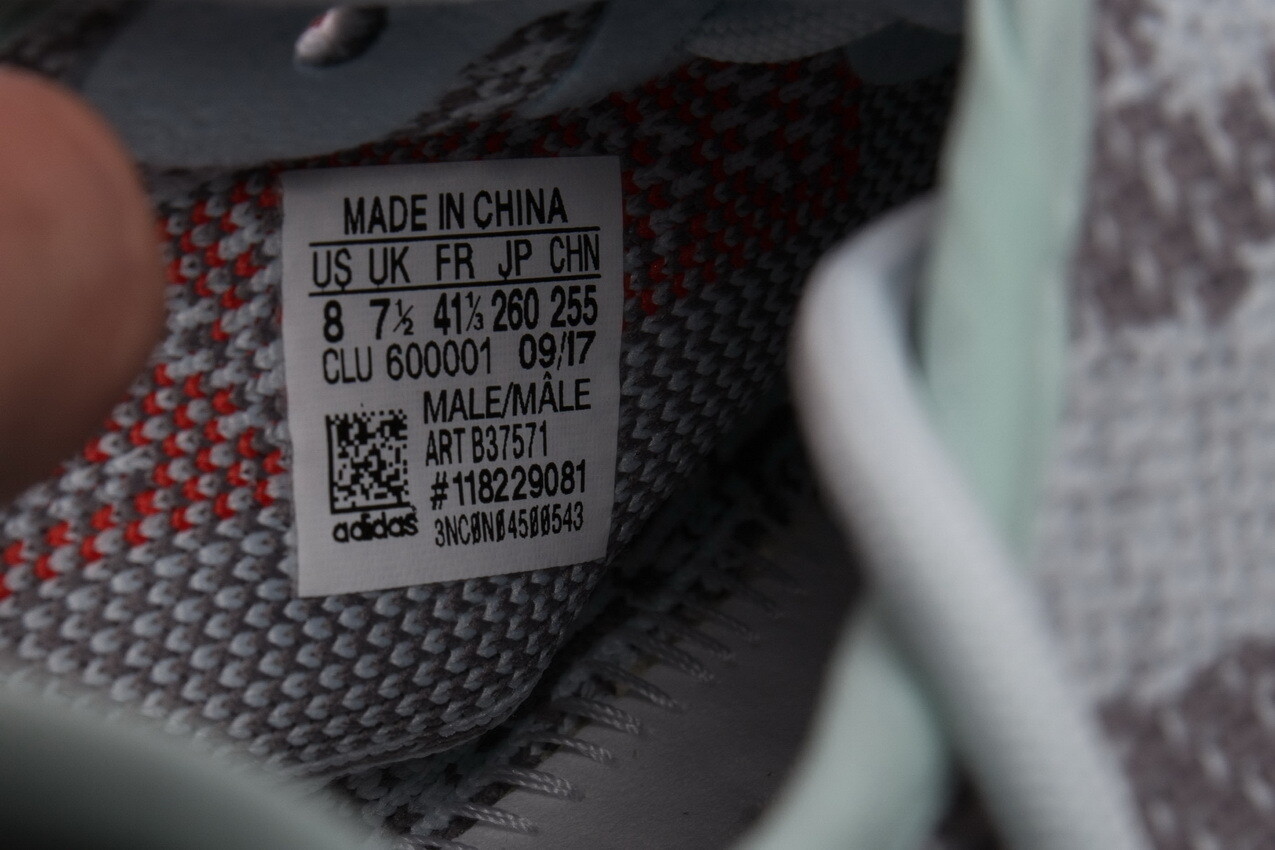 MADE IN CHINA
US UK FR JP CHN
8 7½ 41⅓ 260 255
CLU 600001 09/17
MALE/MÂLE
ART B37571
#118229081
adidas 3NC0N04500543